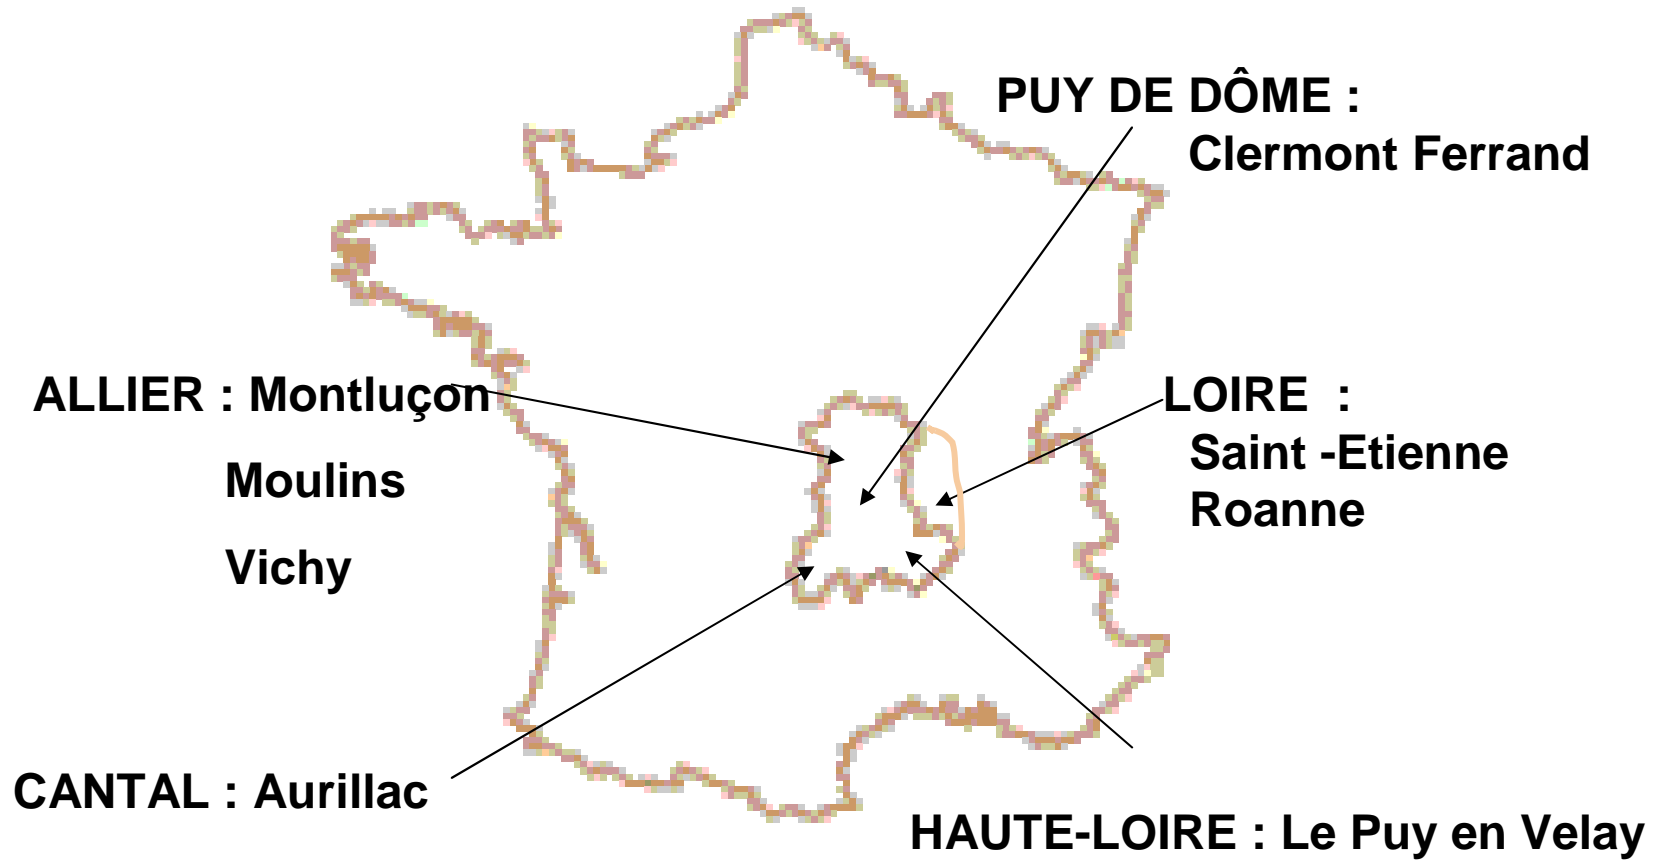 PUY DE DÔME :
Clermont Ferrand
ALLIER : Montluçon
Moulins
Vichy
LOIRE :
Saint -Etienne
Roanne
CANTAL : Aurillac
HAUTE-LOIRE : Le Puy en Velay